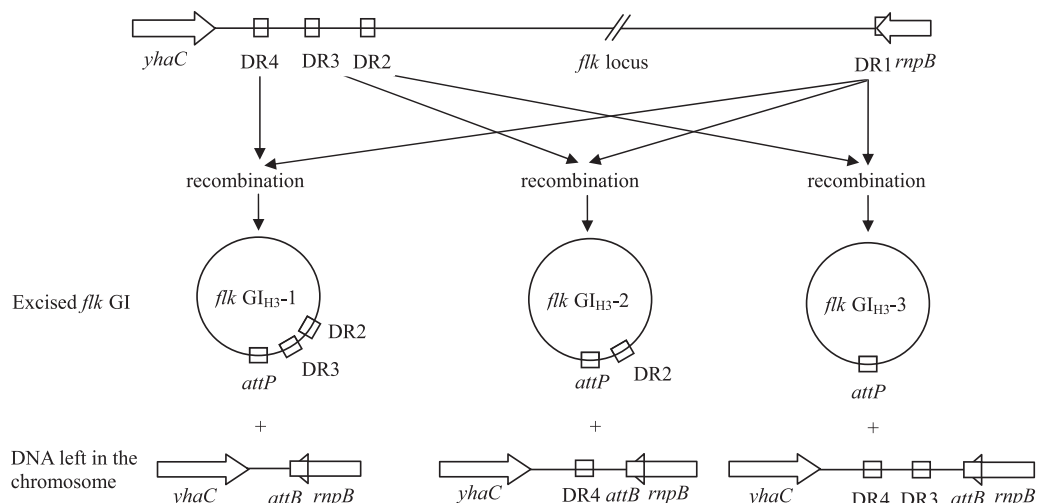 yhaC DR4 DR3 DR2 flk locus DR1 rnpB
recombination recombination recombination
Excised flk GI
flk GIH3-1 flk GIH3-2 flk GIH3-3
DR2
DR3 DR2
attP attP attP
+ + +
DNA left in the
chromosome
yhaC attB rnpB yhaC DR4 attB rnpB yhaC DR4 DR3 attB rnpB